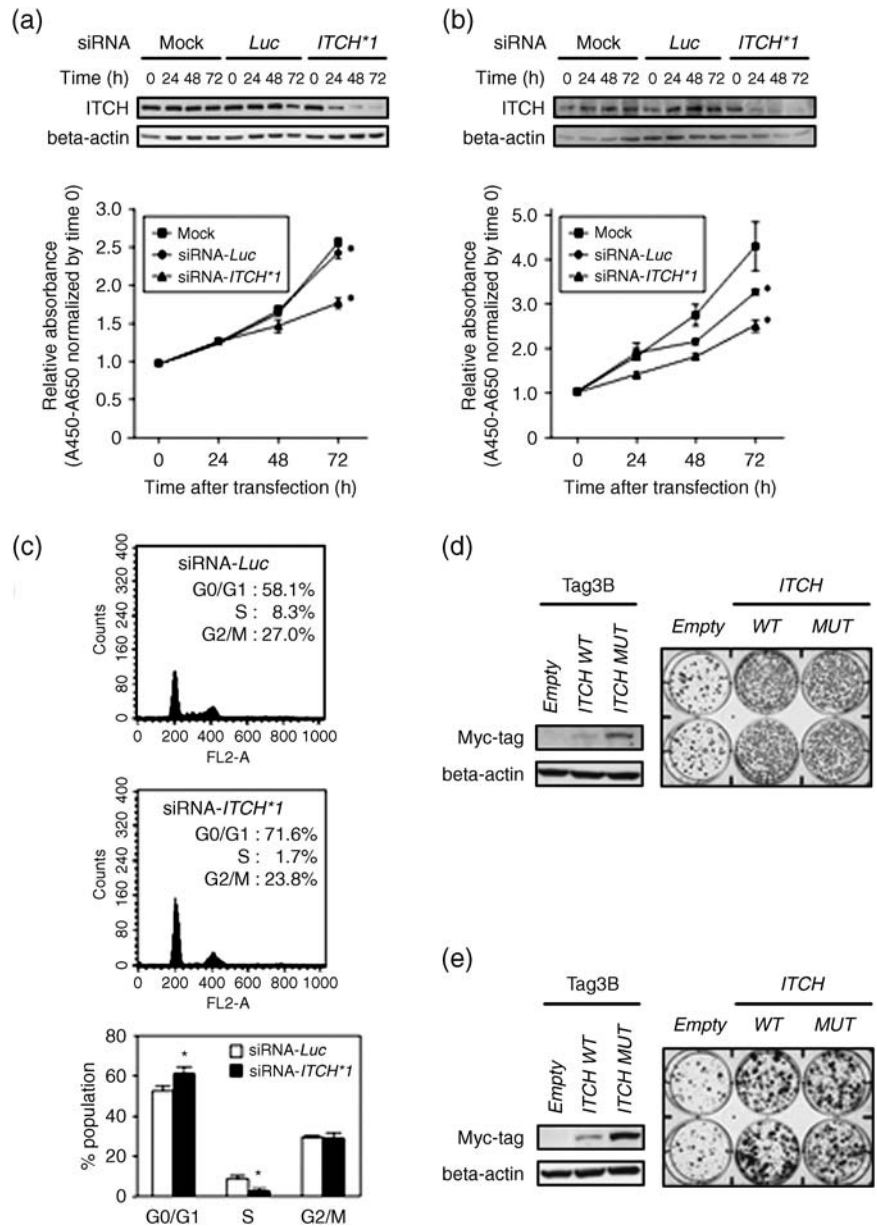 (a)
siRNA Mock Luc ITCH*1
Time (h) 0 24 48 72 0 24 48 72 0 24 48 72
ITCH
beta-actin
Relative absorbance
(A450-A650 normalized by time 0)
3.0
2.5
2.0
1.5
1.0
0.5
0
Mock
siRNA-Luc
siRNA-ITCH*1
*
*
0 24 48 72
Time after transfection (h)
(b)
siRNA Mock Luc ITCH*1
Time (h) 0 24 48 72 0 24 48 72 0 24 48 72
ITCH
beta-actin
Relative absorbance
(A450-A650 normalized by time 0)
5.0
4.0
3.0
2.0
1.0
0
Mock
siRNA-Luc
siRNA-ITCH*1
*
*
0 24 48 72
Time after transfection (h)
(c)
siRNA-Luc
G0/G1 : 58.1%
S : 8.3%
G2/M : 27.0%
Counts
400
320
240
160
80
0
0 200 400 600 800 1000
FL2-A
siRNA-ITCH*1
G0/G1 : 71.6%
S : 1.7%
G2/M : 23.8%
Counts
400
320
240
160
80
0
0 200 400 600 800 1000
FL2-A
% population
80
60
40
20
0
siRNA-Luc
siRNA-ITCH*1
*
*
G0/G1 S G2/M
(d)
Tag3B
Empty
ITCH WT
ITCH MUT
Myc-tag
beta-actin
ITCH
Empty WT MUT
(e)
Tag3B
Empty
ITCH WT
ITCH MUT
Myc-tag
beta-actin
ITCH
Empty WT MUT